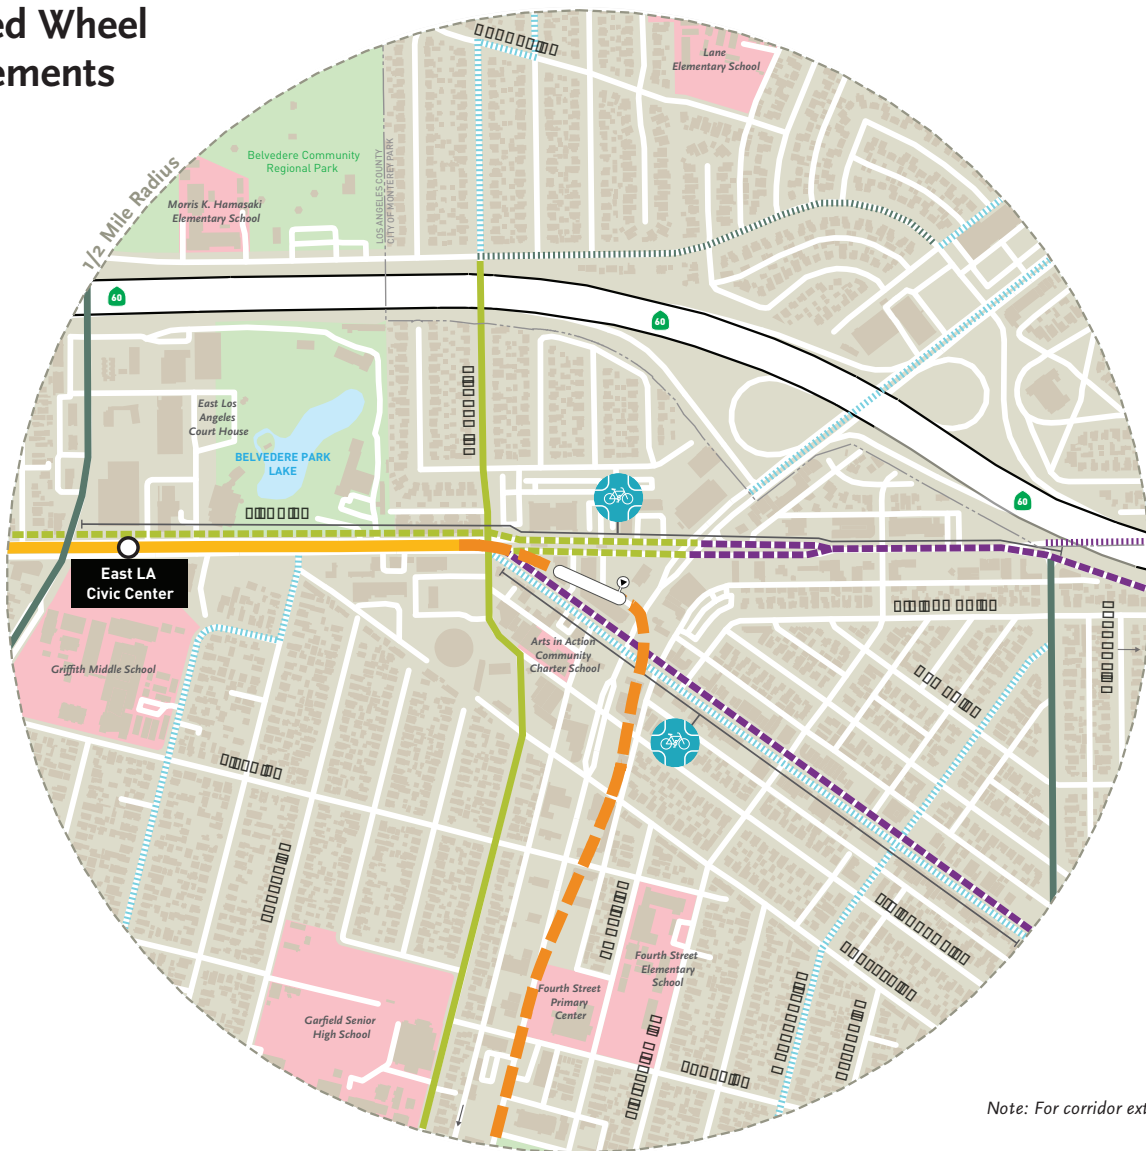 ed Wheel
ements
Lane
Elementary School
1/2 Mile Radius
Belvedere Community
Regional Park
LOS ANGELES COUNTY
CITY OF MONTEREY PARK
Morris K. Hamasaki
Elementary School
60
60
East Los
Angeles
Court House
BELVEDERE PARK
LAKE
60
East LA
Civic Center
Arts in Action
Community
Charter School
Griffith Middle School
Fourth Street
Elementary
School
Fourth Street
Primary
Center
Garfield Senior
High School
Note: For corridor ext